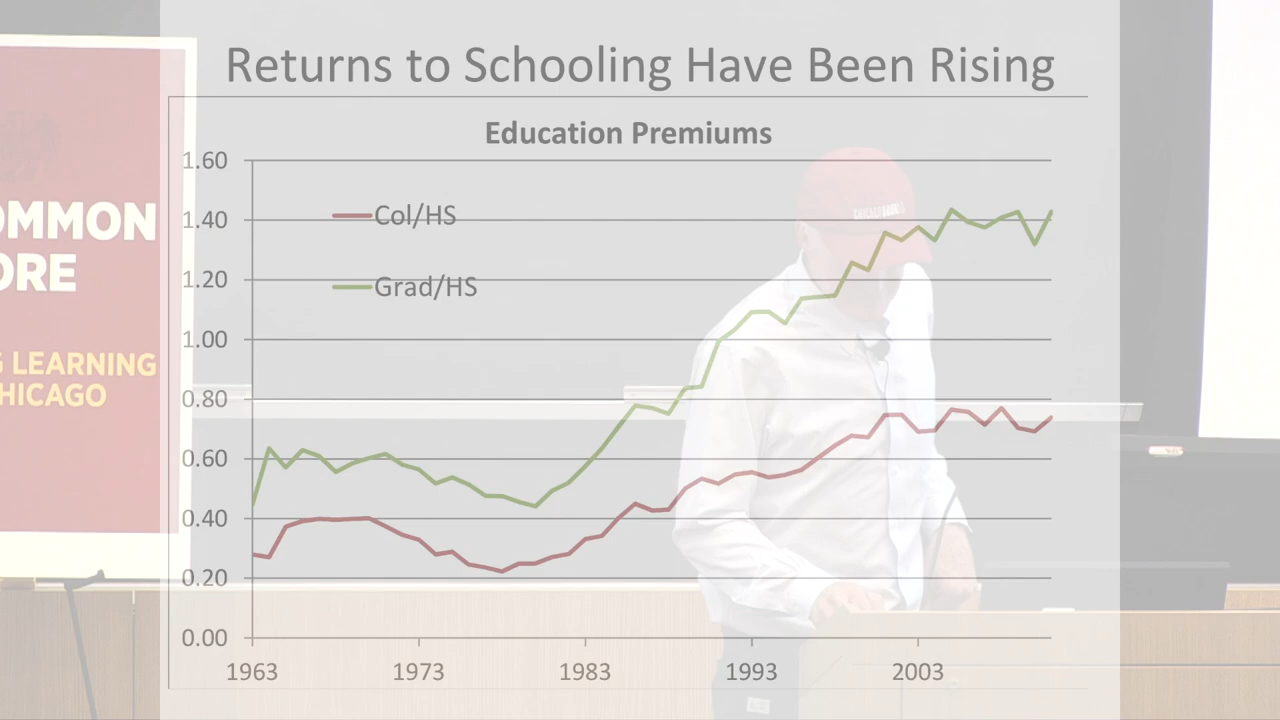 Returns to Schooling Have Been Rising
Education Premiums
1.60
1.40
1.20
1.00
0.80
0.60
0.40
0.20
0.00
Col/HS
Grad/HS
1963 1973 1983 1993 2003
OMMON
ORE
G LEARNING
HICAGO